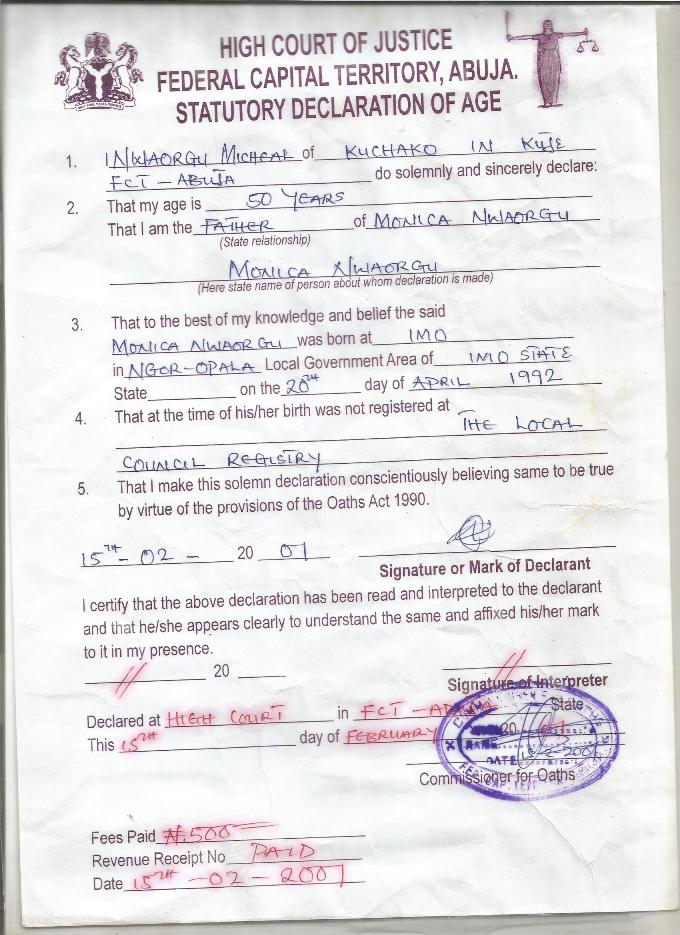 HIGH COURT OF JUSTICE
FEDERAL CAPITAL TERRITORY, ABUJA.
STATUTORY DECLARATION OF AGE
1. I NWAORGU MICHCAL of KUCHAKO IN KUJE
FCT - ABUJA do solemnly and sincerely declare:
2. That my age is 50 YEARS
That I am the FATHER of MONICA NWAORGU
(State relationship)
MONICA NWAORGU
(Here state name of person about whom declaration is made)
3. That to the best of my knowledge and belief the said
MONICA NWAORGU was born at IMO
in NGOR-OPALA Local Government Area of IMO STATE
State on the 20TH day of APRIL 1992
4. That at the time of his/her birth was not registered at
THE LOCAL
COUNCIL REGISTRY
5. That I make this solemn declaration conscientiously believing same to be true
by virtue of the provisions of the Oaths Act 1990.
15TH - 02 - 20 07
Signature or Mark of Declarant
I certify that the above declaration has been read and interpreted to the declarant
and that he/she appears clearly to understand the same and affixed his/her mark
to it in my presence.
// 20 //
Signature of Interpreter
Declared at HIGH COURT in FCT - ABUJA State
This 15TH day of FEBRUARY 20
NAME
DATE
Commissioner for Oaths
Fees Paid ₦.500
Revenue Receipt No PAID
Date 15TH - 02 - 2007